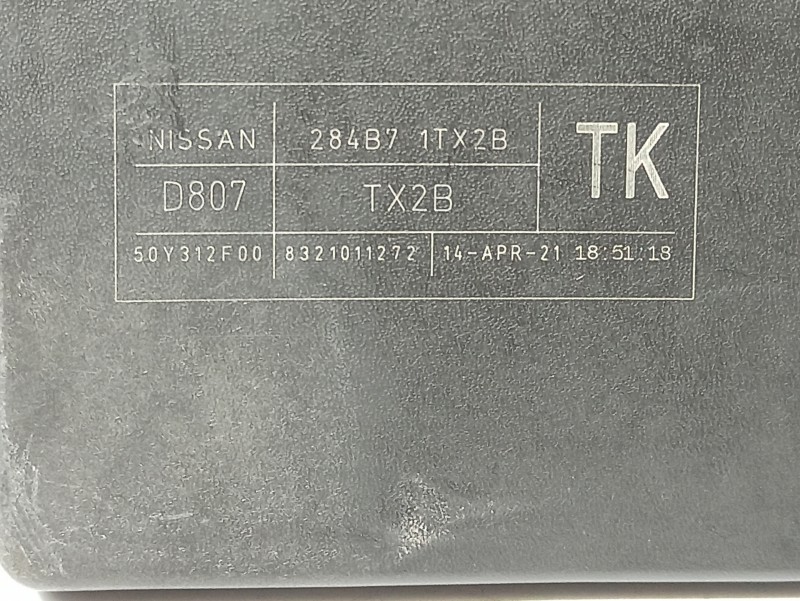 NISSAN 284B7 1TX2B TK
D807 TX2B
50Y312F00 8321011272 14-APR-21 18:51:18